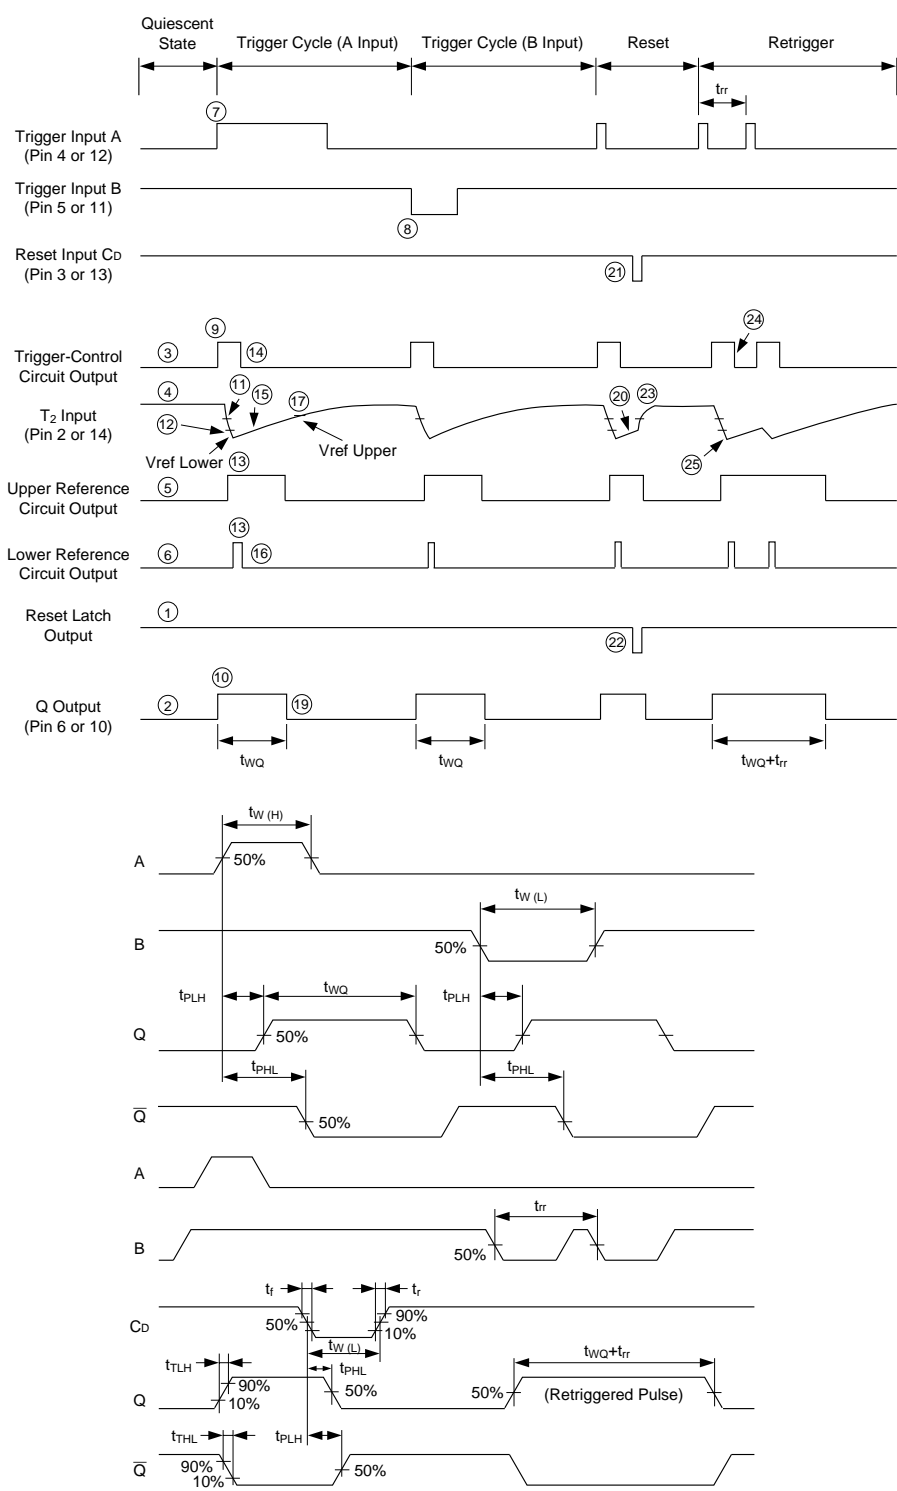 Quiescent
State
Trigger Cycle (A Input)
Trigger Cycle (B Input)
Reset
Retrigger
trr
7
Trigger Input A
(Pin 4 or 12)
Trigger Input B
(Pin 5 or 11)
8
Reset Input CD
(Pin 3 or 13)
21
9
24
Trigger-Control
Circuit Output
3
14
4
11
15
17
20
23
T2 Input
(Pin 2 or 14)
12
Vref Lower
13
Vref Upper
25
Upper Reference
Circuit Output
5
13
Lower Reference
Circuit Output
6
16
Reset Latch
Output
1
22
10
Q Output
(Pin 6 or 10)
2
19
tWQ
tWQ
tWQ+trr
tW (H)
A
50%
tW (L)
B
50%
tPLH
tWQ
tPLH
Q
50%
tPHL
tPHL
Q̅
50%
A
trr
B
50%
tf
tr
CD
50%
90%
10%
tW (L)
tTLH
tPHL
tWQ+trr
Q
90%
10%
50%
50%
(Retriggered Pulse)
tTHL
tPLH
Q̅
90%
10%
50%